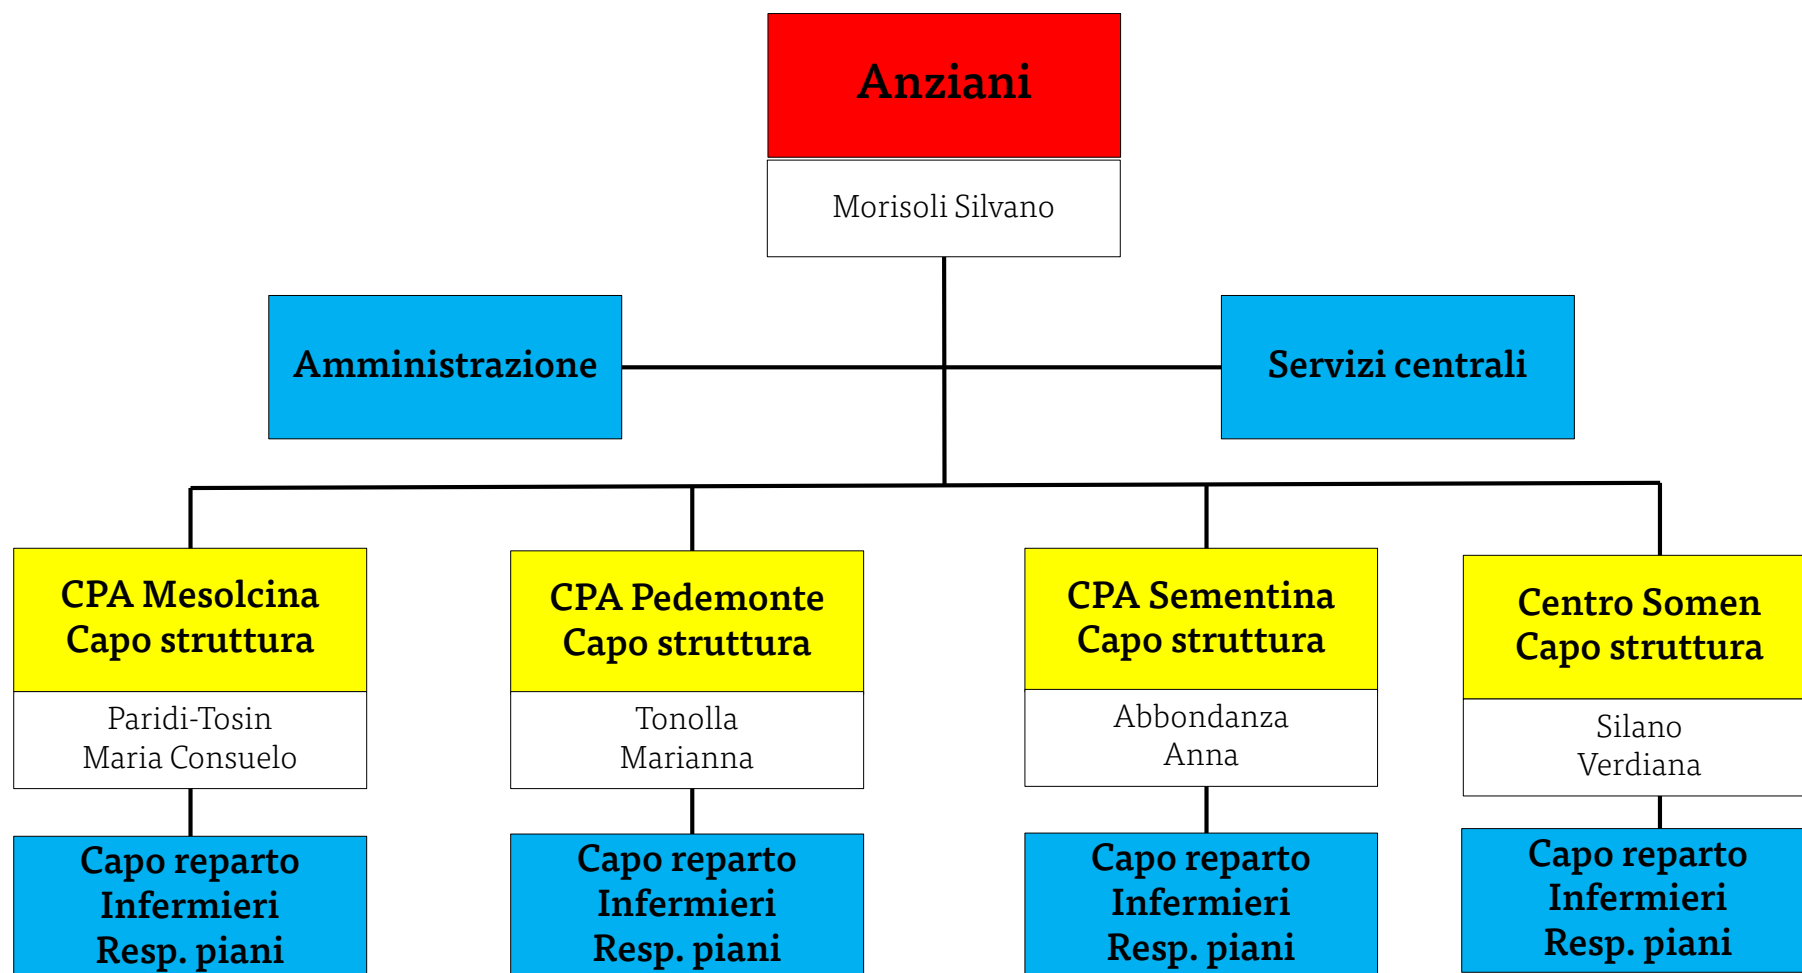 Anziani
Morisoli Silvano
Amministrazione
Servizi centrali
CPA Mesolcina
Capo struttura
Paridi-Tosin
Maria Consuelo
CPA Pedemonte
Capo struttura
Tonolla
Marianna
CPA Sementina
Capo struttura
Abbondanza
Anna
Centro Somen
Capo struttura
Silano
Verdiana
Capo reparto
Infermieri
Resp. piani
Capo reparto
Infermieri
Resp. piani
Capo reparto
Infermieri
Resp. piani
Capo reparto
Infermieri
Resp. piani